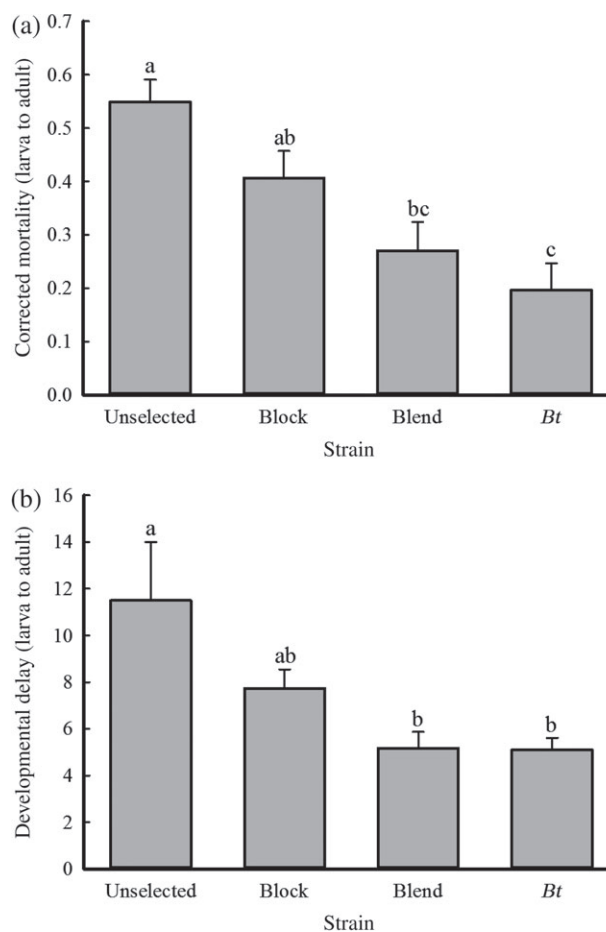 (a)
Corrected mortality (larva to adult)
0.7
0.6
0.5
0.4
0.3
0.2
0.1
0.0
a
ab
bc
c
Unselected Block Blend Bt
Strain
(b)
Developmental delay (larva to adult)
16
14
12
10
8
6
4
2
0
a
ab
b
b
Unselected Block Blend Bt
Strain